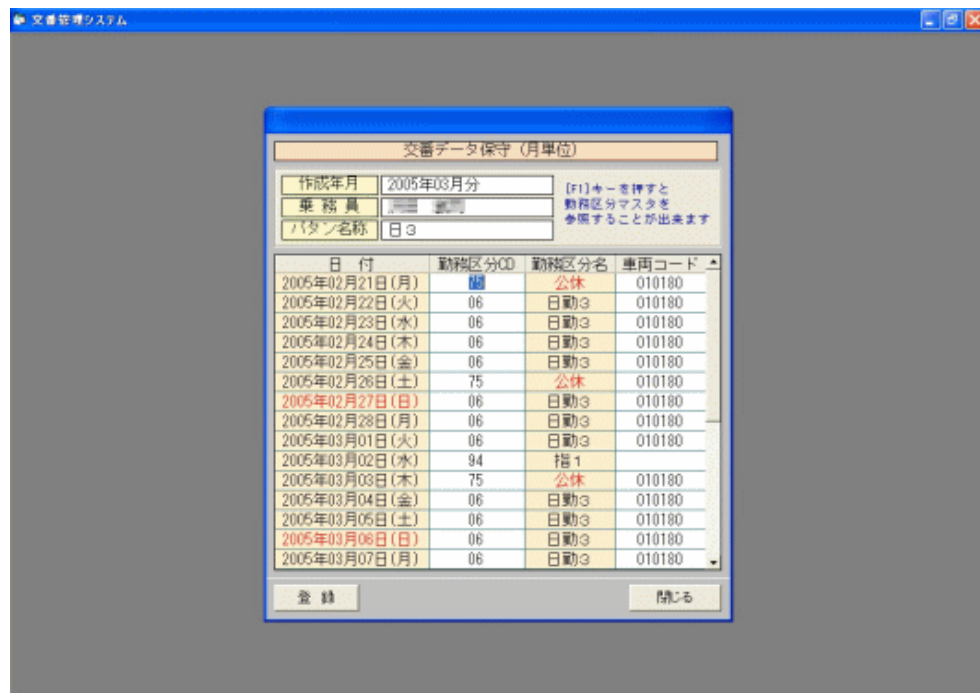 交番管理システム
交番データ保守（月単位）
作成年月 2005年03月分
乗務員
パタン名称 日3
[F1]キーを押すと
勤務区分マスタを
参照することが出来ます
日付 勤務区分CD 勤務区分名 車両コード
2005年02月21日(月) 75 公休 010180
2005年02月22日(火) 06 日勤3 010180
2005年02月23日(水) 06 日勤3 010180
2005年02月24日(木) 06 日勤3 010180
2005年02月25日(金) 06 日勤3 010180
2005年02月26日(土) 75 公休 010180
2005年02月27日(日) 06 日勤3 010180
2005年02月28日(月) 06 日勤3 010180
2005年03月01日(火) 06 日勤3 010180
2005年03月02日(水) 94 指1
2005年03月03日(木) 75 公休 010180
2005年03月04日(金) 06 日勤3 010180
2005年03月05日(土) 06 日勤3 010180
2005年03月06日(日) 06 日勤3 010180
2005年03月07日(月) 06 日勤3 010180
登録
閉じる